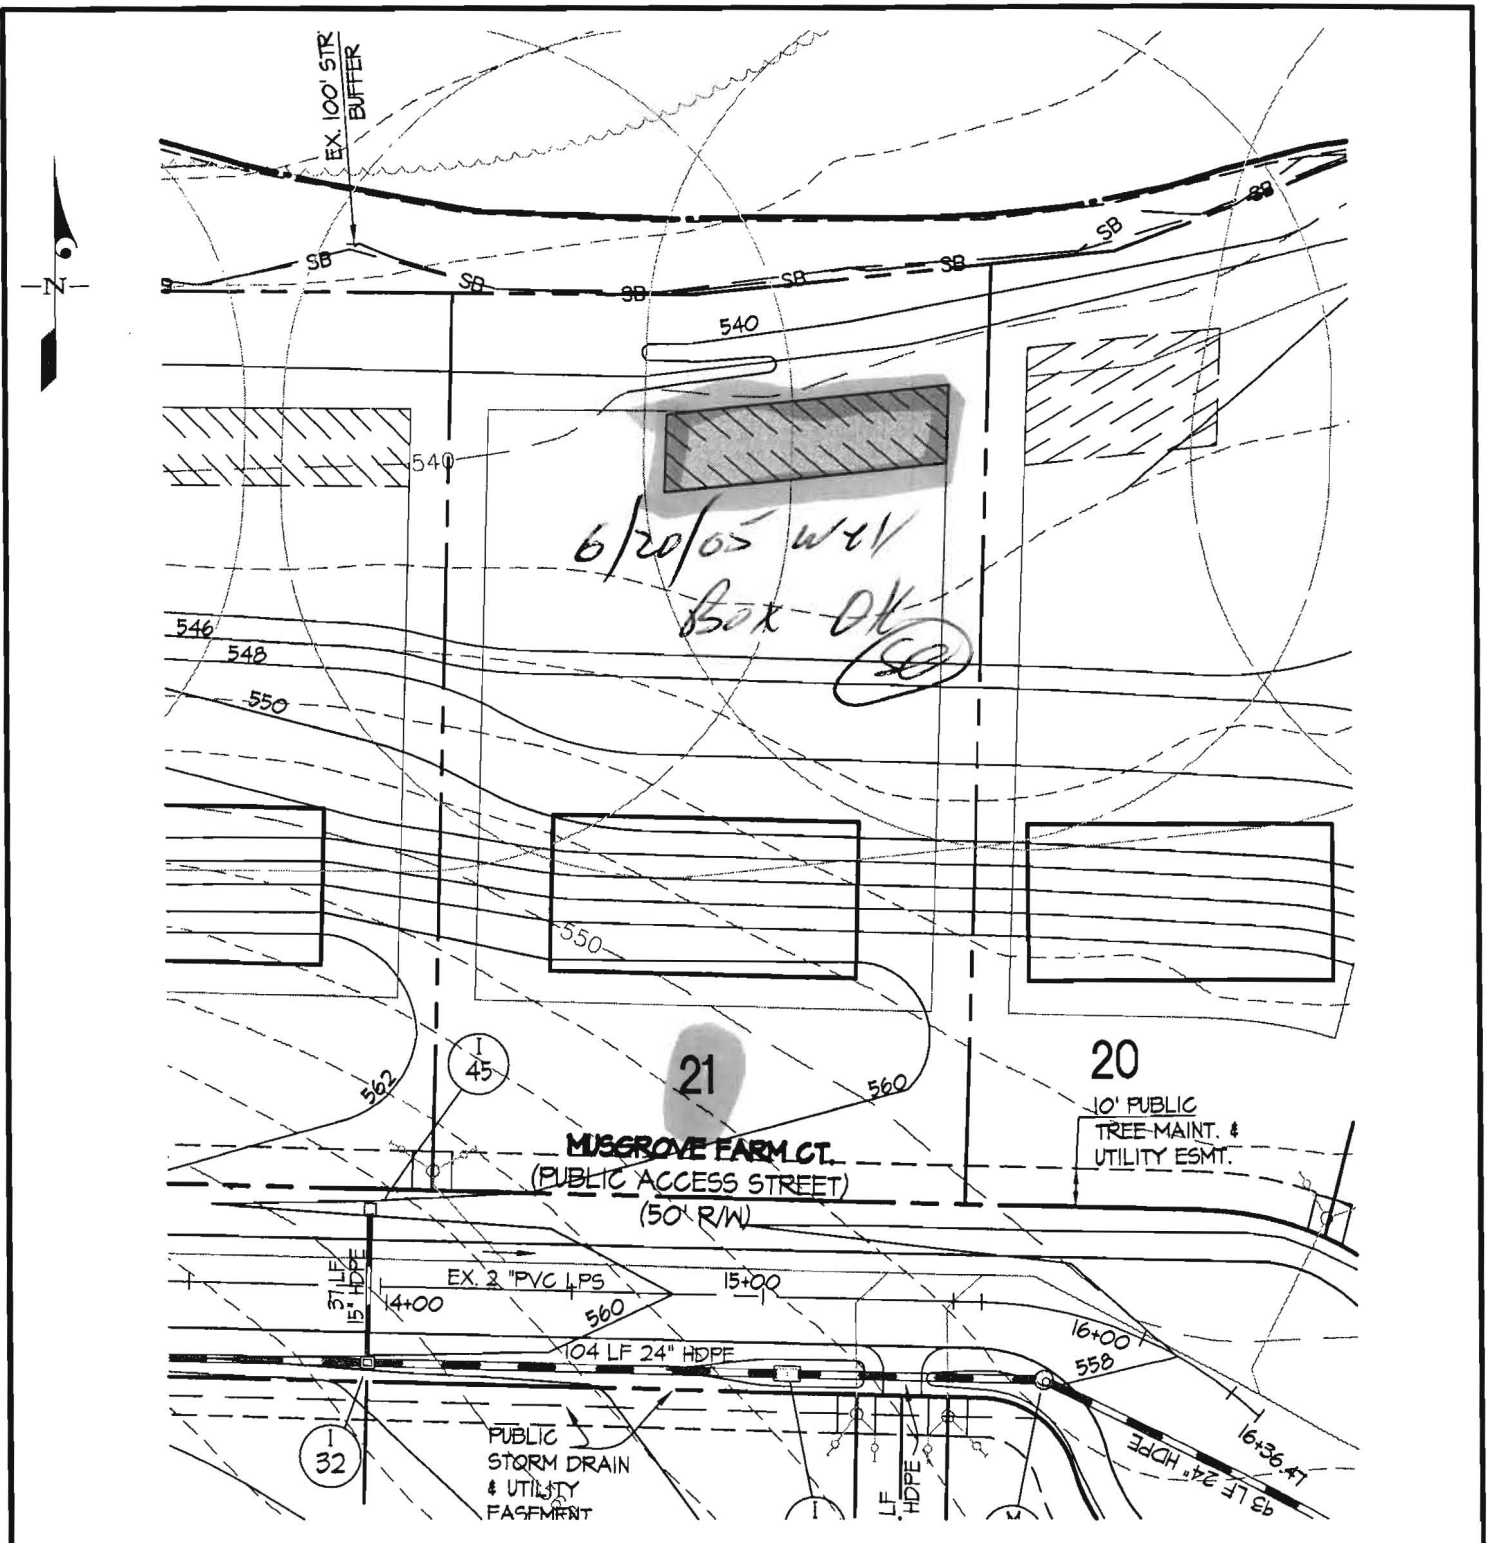 EX. 100' STR
BUFFER
N
SB
SB
SB
SB
SB
SB
SB
540
540
6/20/05
Box OK
546
548
550
550
I
45
21
20
562
560
10' PUBLIC
TREE MAINT. &
UTILITY ESMT.
MUSGROVE FARM CT.
(PUBLIC ACCESS STREET)
(50' R/W)
37 LF
15" HDPE
EX. 2 "PVC LPS
14+00
15+00
16+00
560
558
104 LF 24" HDPE
16+36.47
93 LF 24" HDPE
I
32
PUBLIC
STORM DRAIN
& UTILITY
EASEMENT
LF
HDPE
I
M